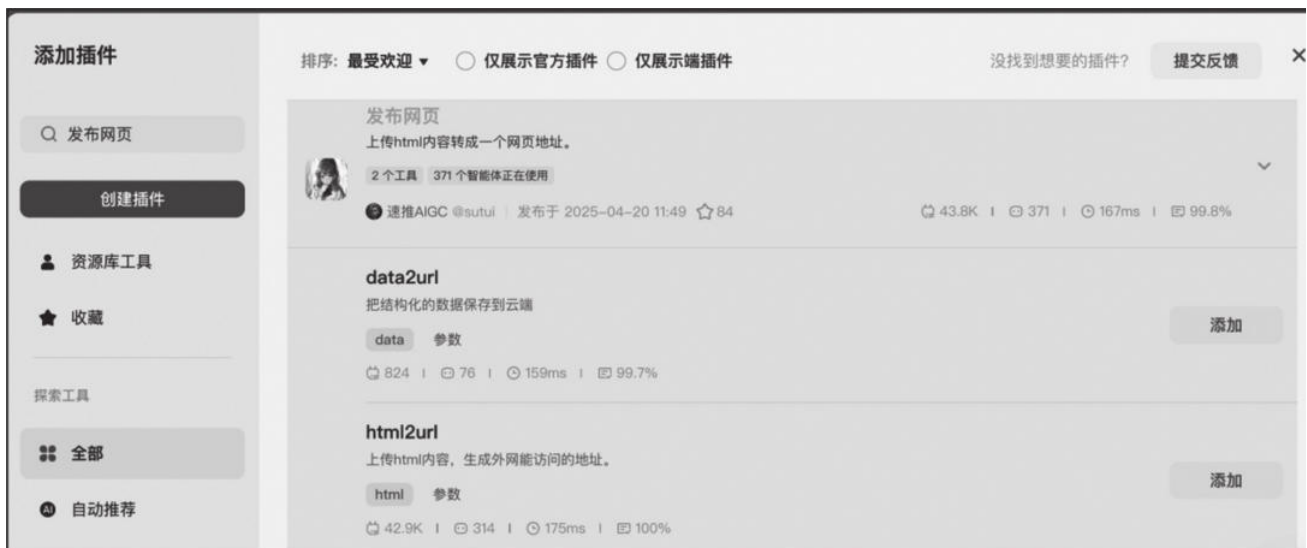 添加插件
发布网页
创建插件
资源库工具
收藏
探索工具
全部
自动推荐
排序: 最受欢迎 仅展示官方插件 仅展示端插件 没找到想要的插件? 提交反馈
发布网页
上传html内容转成一个网页地址。
2 个工具 371 个智能体正在使用
速推AIGC @sutui 发布于 2025-04-20 11:49 84 43.8K 371 167ms 99.8%
data2url
把结构化的数据保存到云端
添加
data 参数
824 76 159ms 99.7%
html2url
上传html内容，生成外网能访问的地址。
添加
html 参数
42.9K 314 175ms 100%